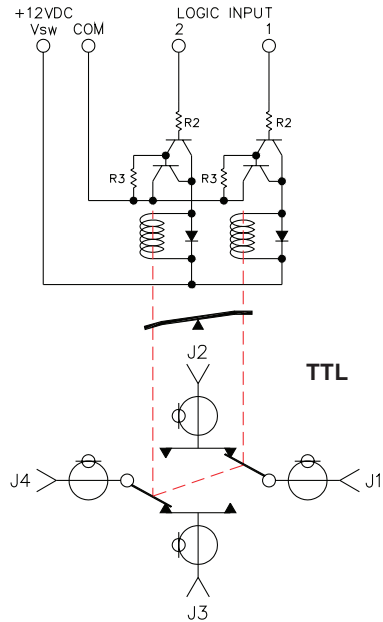 +12VDC
Vsw
COM
LOGIC INPUT
2
1
R2
R2
R3
R3
J2
TTL
J4
J1
J3